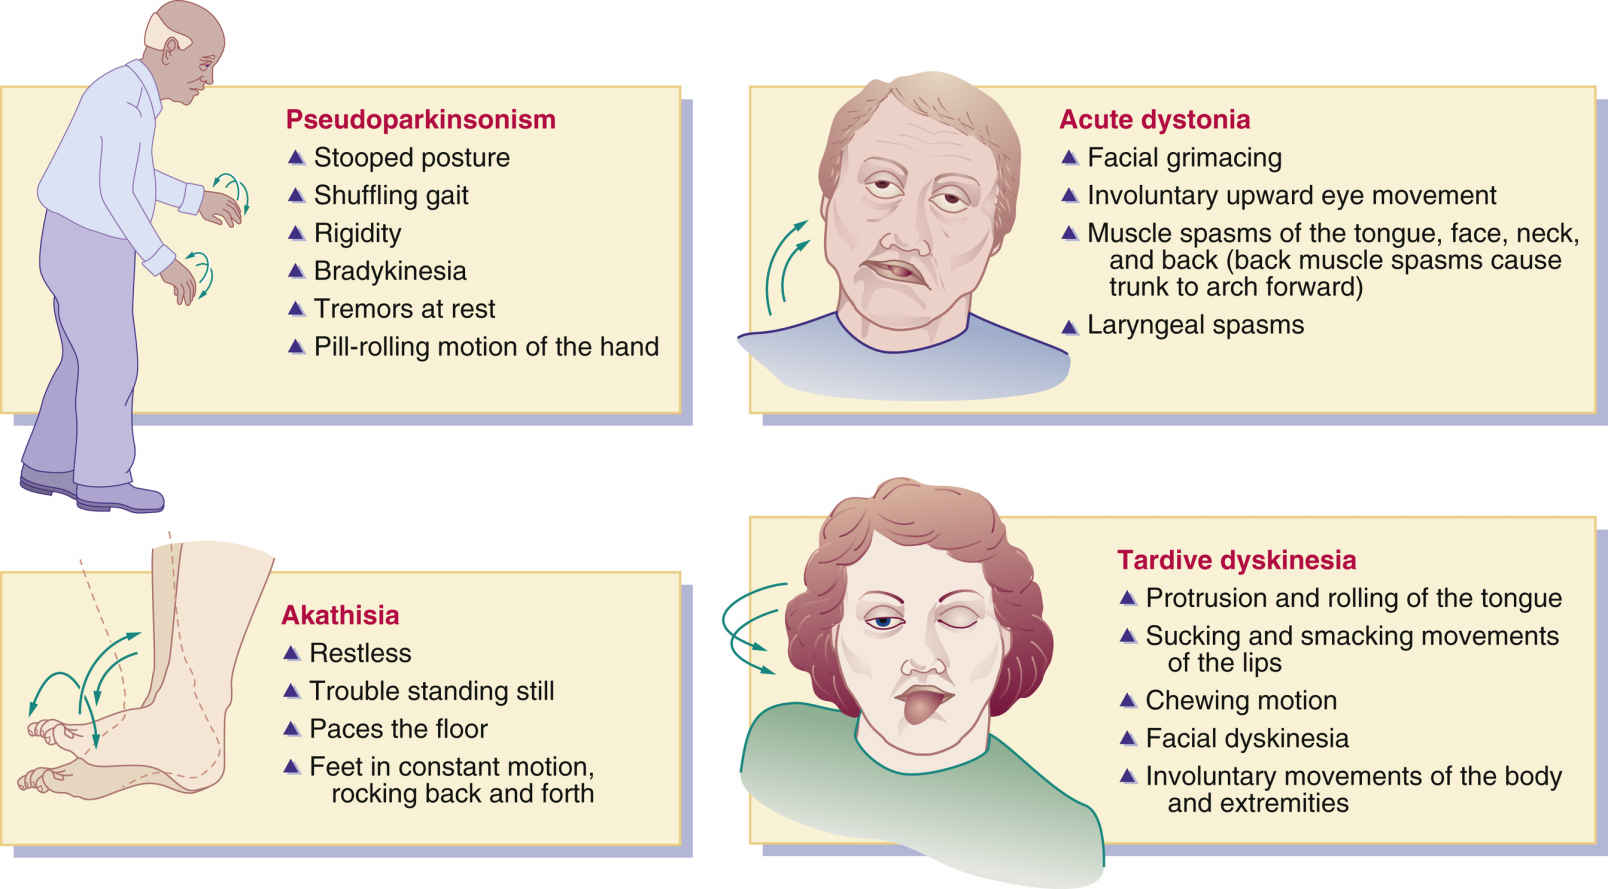 Pseudoparkinsonism
Stooped posture
Shuffling gait
Rigidity
Bradykinesia
Tremors at rest
Pill-rolling motion of the hand
Acute dystonia
Facial grimacing
Involuntary upward eye movement
Muscle spasms of the tongue, face, neck,
and back (back muscle spasms cause
trunk to arch forward)
Laryngeal spasms
Akathisia
Restless
Trouble standing still
Paces the floor
Feet in constant motion,
rocking back and forth
Tardive dyskinesia
Protrusion and rolling of the tongue
Sucking and smacking movements
of the lips
Chewing motion
Facial dyskinesia
Involuntary movements of the body
and extremities